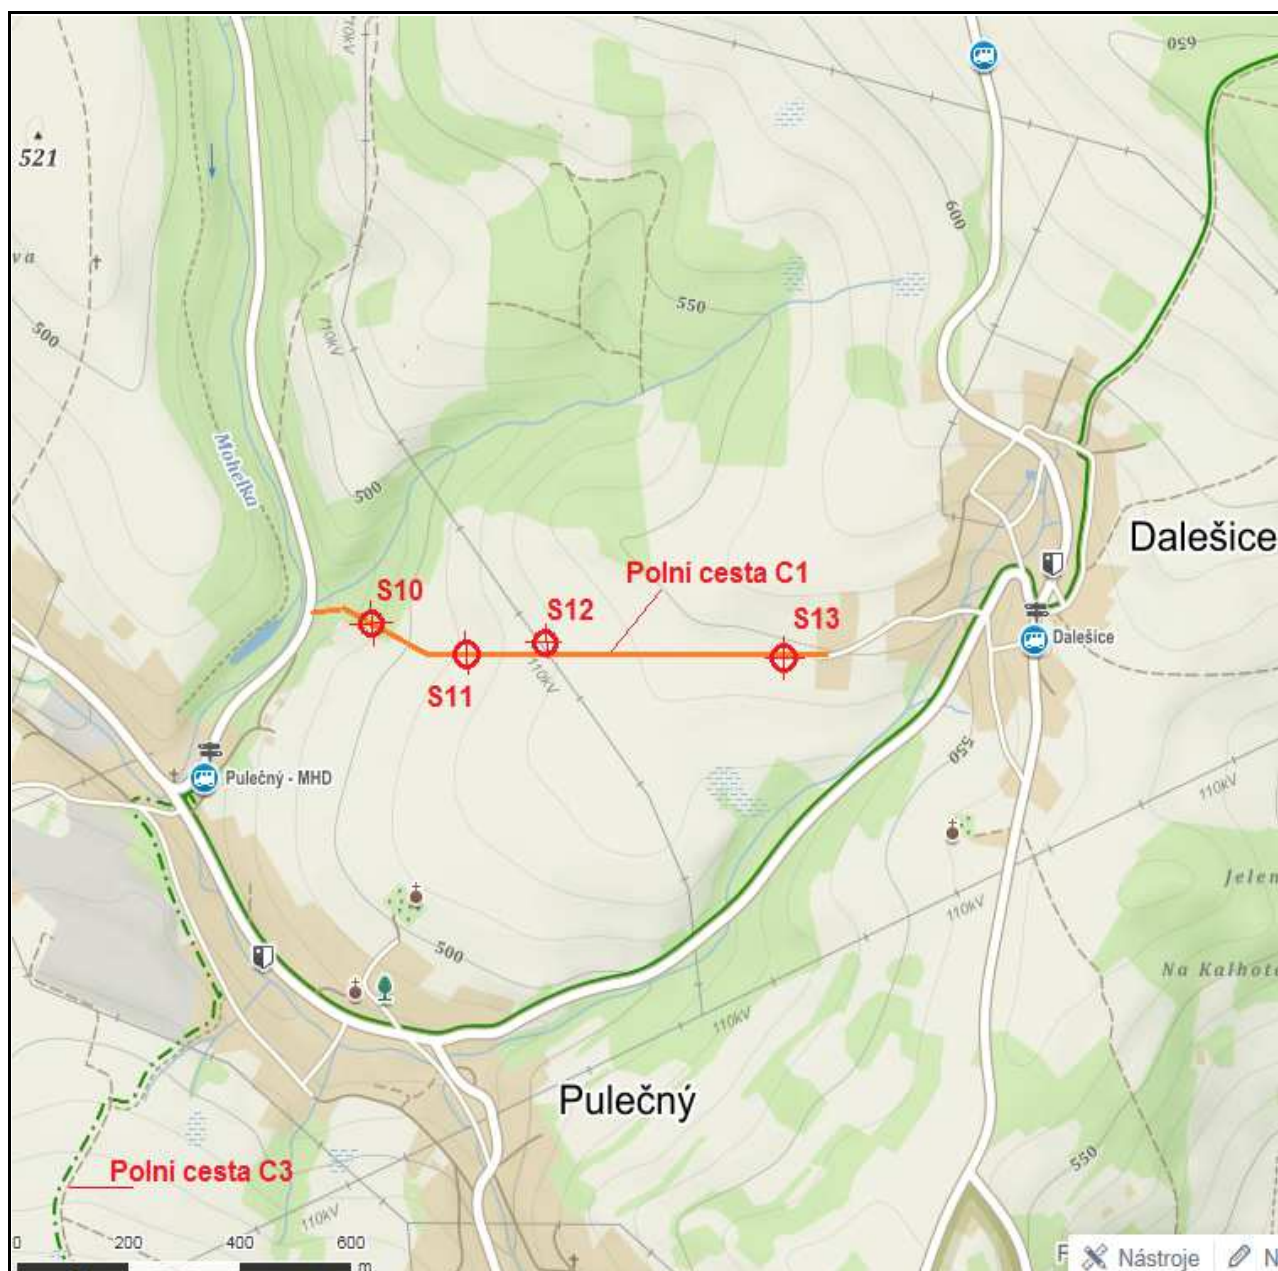 110kV
650
521
600
va
550
500
110kV
Mohelka
500
Dalešice
Polni cesta C1
S10
S12
S13
Dalešice
S11
110kV
550
Pulečný - MHD
110kV
Jelen
500
110kV
Na Kalhot
110kV
Pulečný
550
Polni cesta C3
110kV
0 200 400 600
m
Nástroje
N